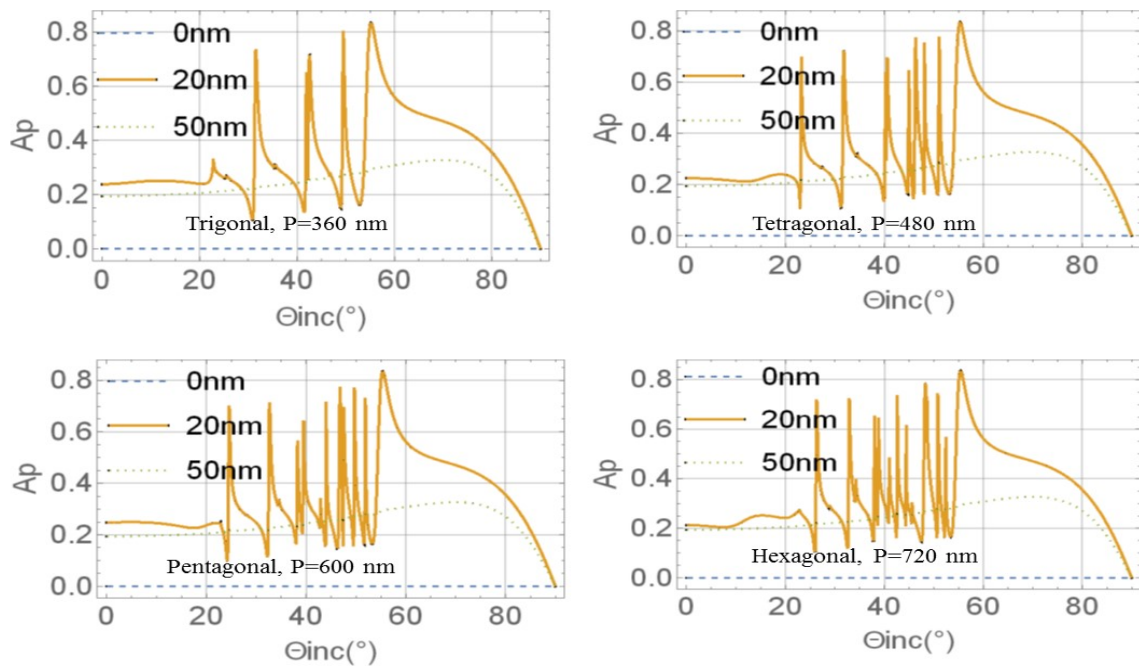 Ap
0.8
0.6
0.4
0.2
0.0
0nm
20nm
50nm
Trigonal, P=360 nm
0 20 40 60 80
Θinc(°)
Ap
0.8
0.6
0.4
0.2
0.0
0nm
20nm
50nm
Tetragonal, P=480 nm
0 20 40 60 80
Θinc(°)
Ap
0.8
0.6
0.4
0.2
0.0
0nm
20nm
50nm
Pentagonal, P=600 nm
0 20 40 60 80
Θinc(°)
Ap
0.8
0.6
0.4
0.2
0.0
0nm
20nm
50nm
Hexagonal, P=720 nm
0 20 40 60 80
Θinc(°)